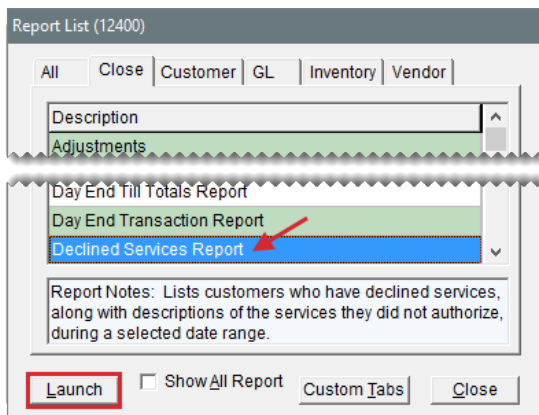 Report List (12400)
All Close Customer GL Inventory Vendor
Description
Adjustments
Day End Till Totals Report
Day End Transaction Report
Declined Services Report
Report Notes: Lists customers who have declined services,
along with descriptions of the services they did not authorize,
during a selected date range.
Launch Show All Report Custom Tabs Close